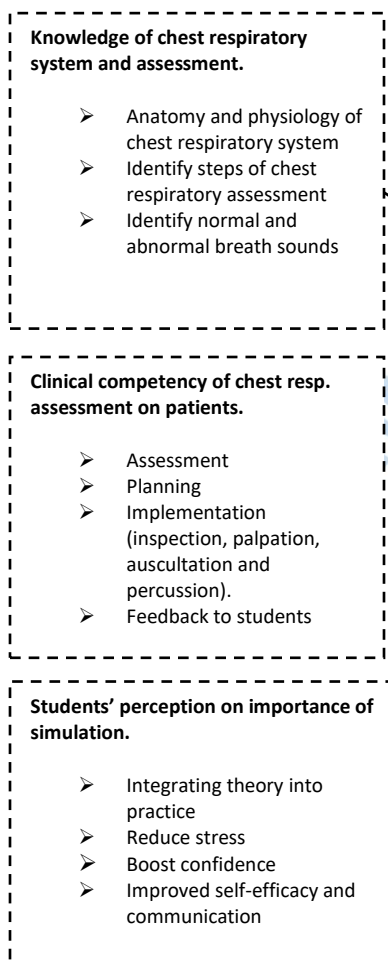 Knowledge of chest respiratory
system and assessment.
➢ Anatomy and physiology of
chest respiratory system
➢ Identify steps of chest
respiratory assessment
➢ Identify normal and
abnormal breath sounds
Clinical competency of chest resp.
assessment on patients.
➢ Assessment
➢ Planning
➢ Implementation
(inspection, palpation,
auscultation and
percussion).
➢ Feedback to students
Students’ perception on importance of
simulation.
➢ Integrating theory into
practice
➢ Reduce stress
➢ Boost confidence
➢ Improved self-efficacy and
communication